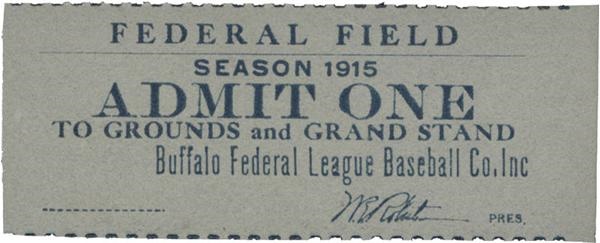 FEDERAL FIELD
SEASON 1915
ADMIT ONE
TO GROUNDS and GRAND STAND
Buffalo Federal League Baseball Co. Inc
PRES.